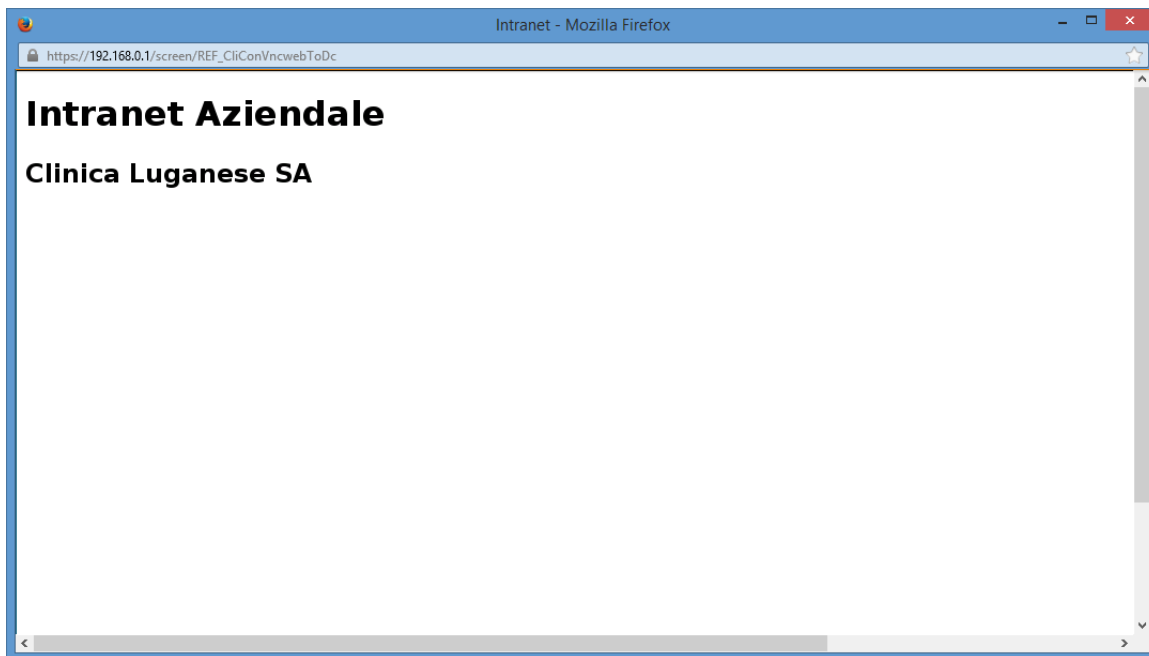 Intranet - Mozilla Firefox
https://192.168.0.1/screen/REF_CliConVncwebToDc
Intranet Aziendale
Clinica Luganese SA